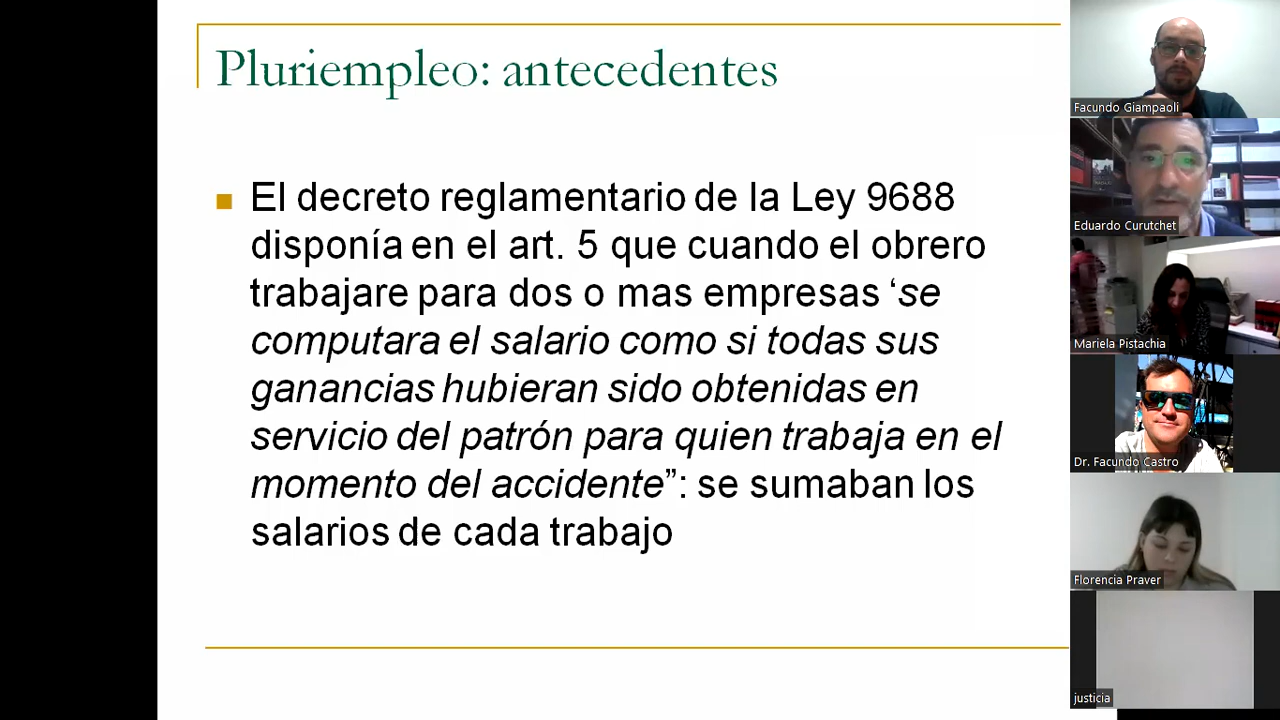 Pluriempleo: antecedentes
El decreto reglamentario de la Ley 9688
disponía en el art. 5 que cuando el obrero
trabajare para dos o mas empresas ‘se
computara el salario como si todas sus
ganancias hubieran sido obtenidas en
servicio del patrón para quien trabaja en el
momento del accidente”: se sumaban los
salarios de cada trabajo
Facundo Giampaoli
Eduardo Curutchet
Mariela Pistachia
Dr. Facundo Castro
Florencia Praver
justicia